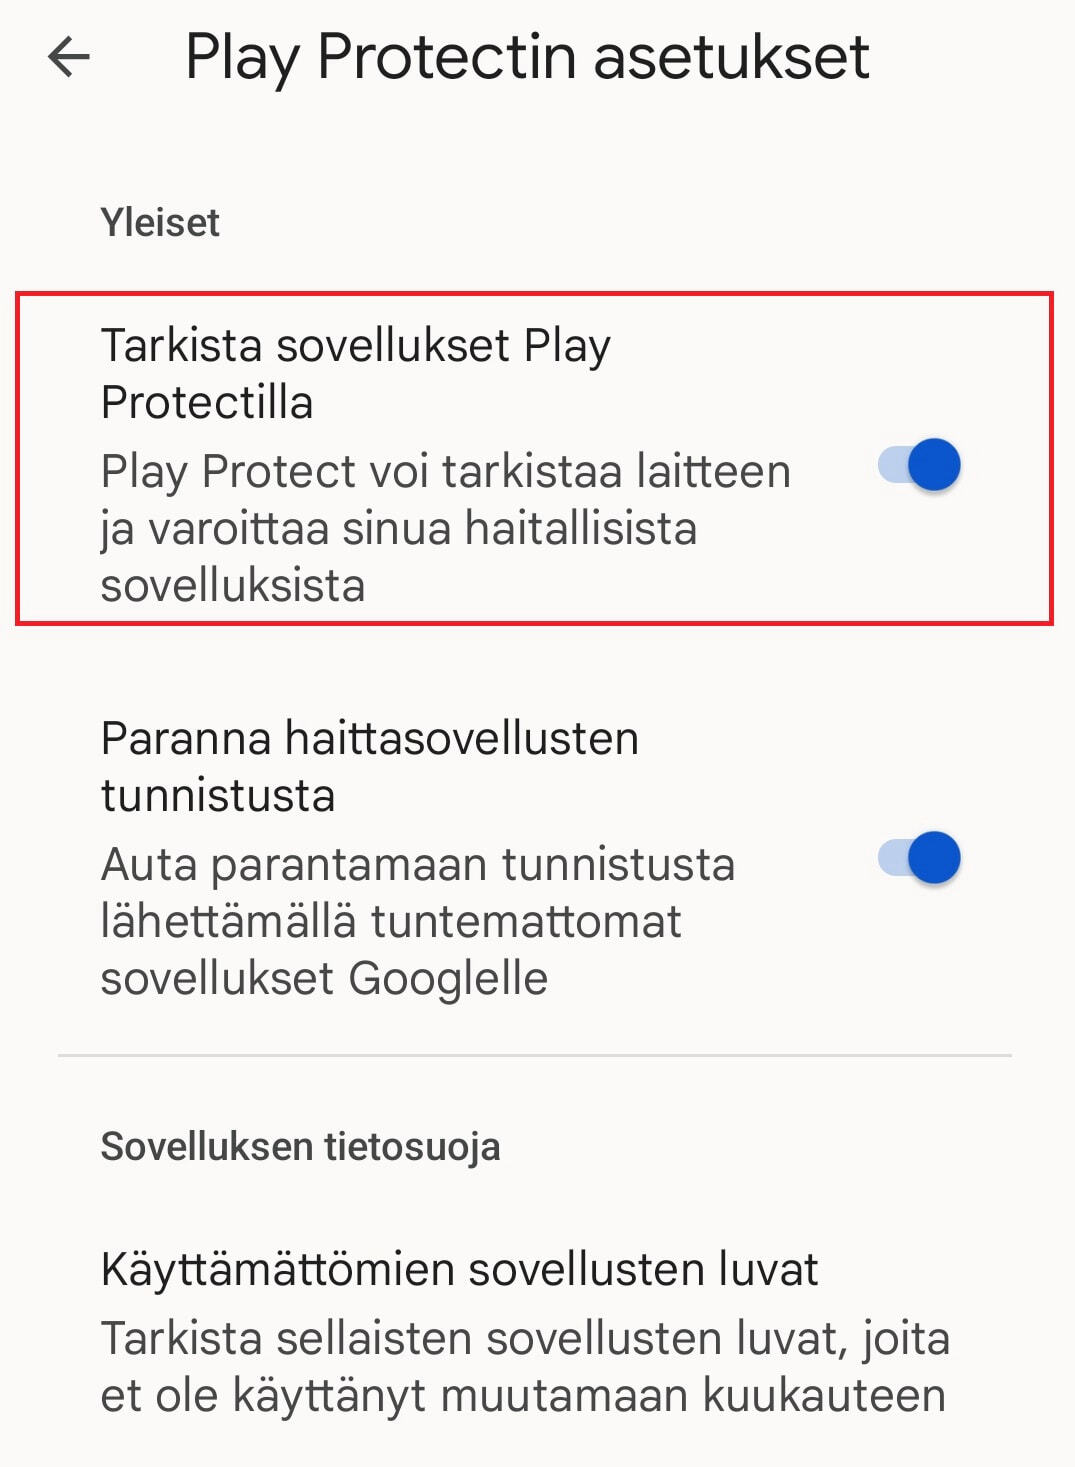 Play Protectin asetukset
Yleiset
Tarkista sovellukset Play
Protectilla
Play Protect voi tarkistaa laitteen
ja varoittaa sinua haitallisista
sovelluksista
Paranna haittasovellusten
tunnistusta
Auta parantamaan tunnistusta
lähettämällä tuntemattomat
sovellukset Googlelle
Sovelluksen tietosuoja
Käyttämättömien sovellusten luvat
Tarkista sellaisten sovellusten luvat, joita
et ole käyttänyt muutamaan kuukauteen